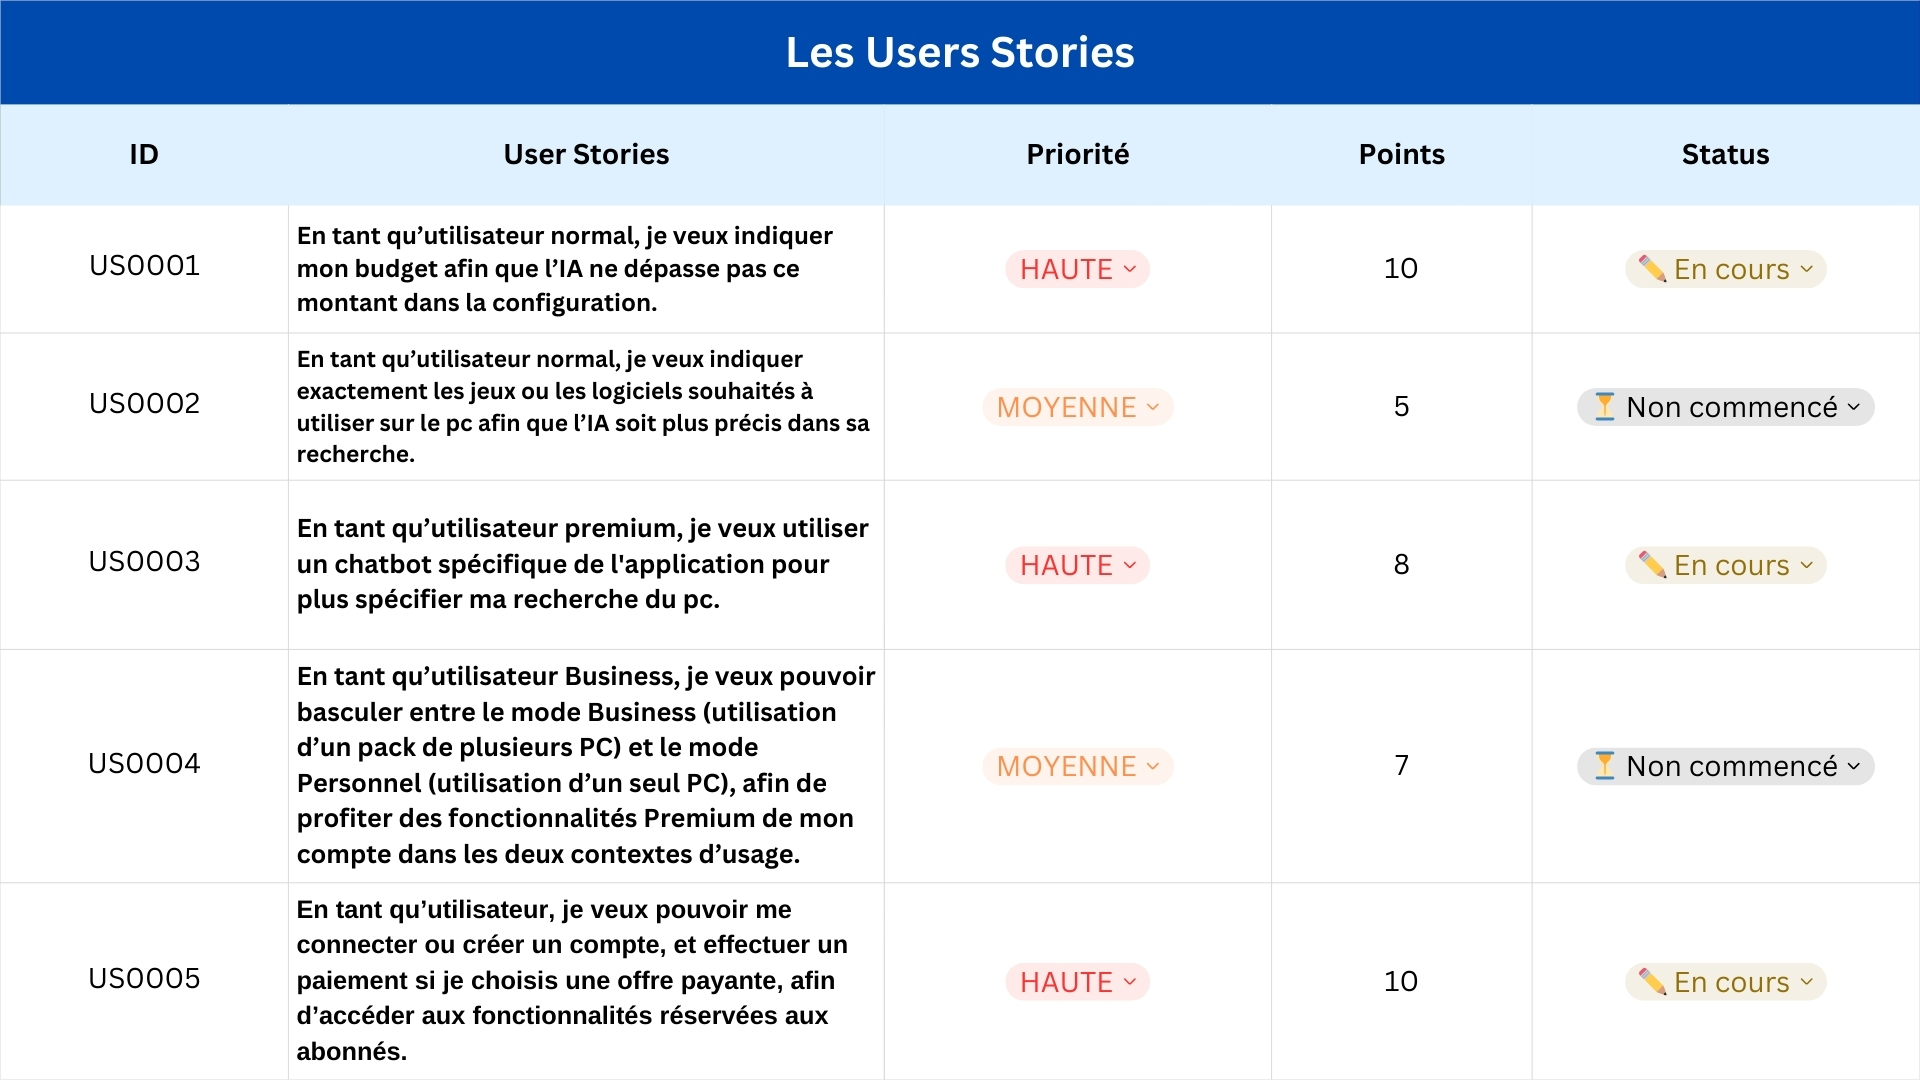 Les Users Stories
ID
User Stories
Priorité
Points
Status
US0001
En tant qu’utilisateur normal, je veux indiquer
mon budget afin que l’IA ne dépasse pas ce
montant dans la configuration.
HAUTE
10
En cours
US0002
En tant qu’utilisateur normal, je veux indiquer
exactement les jeux ou les logiciels souhaités à
utiliser sur le pc afin que l’IA soit plus précis dans sa
recherche.
MOYENNE
5
Non commencé
US0003
En tant qu’utilisateur premium, je veux utiliser
un chatbot spécifique de l'application pour
plus spécifier ma recherche du pc.
HAUTE
8
En cours
US0004
En tant qu’utilisateur Business, je veux pouvoir
basculer entre le mode Business (utilisation
d’un pack de plusieurs PC) et le mode
Personnel (utilisation d’un seul PC), afin de
profiter des fonctionnalités Premium de mon
compte dans les deux contextes d’usage.
MOYENNE
7
Non commencé
US0005
En tant qu’utilisateur, je veux pouvoir me
connecter ou créer un compte, et effectuer un
paiement si je choisis une offre payante, afin
d’accéder aux fonctionnalités réservées aux
abonnés.
HAUTE
10
En cours